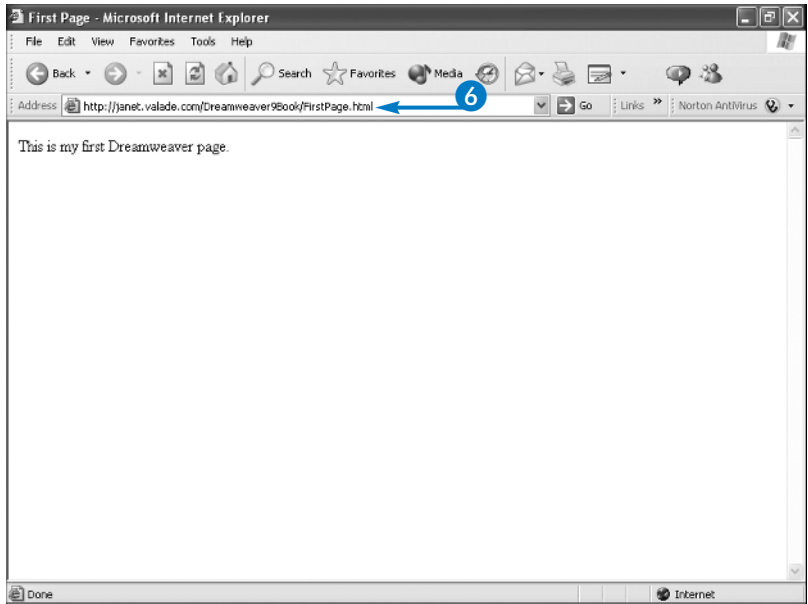 First Page - Microsoft Internet Explorer
File Edit View Favorites Tools Help
Back Search Favorites Media
Address http://janet.valade.com/Dreamweaver9Book/FirstPage.html 6 Go Links » Norton AntiVirus
This is my first Dreamweaver page.
Done Internet